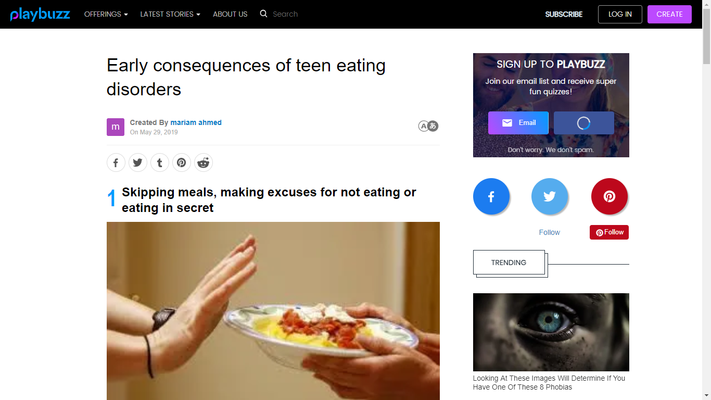 playbuzz OFFERINGS LATEST STORIES ABOUT US Search SUBSCRIBE LOG IN CREATE
Early consequences of teen eating
disorders
m
Created By mariam ahmed
On May 29, 2019
1 Skipping meals, making excuses for not eating or
eating in secret
SIGN UP TO PLAYBUZZ
Join our email list and receive super
fun quizzes!
Email
Don't worry. We don't spam.
Follow
Follow
TRENDING
Looking At These Images Will Determine If You
Have One Of These 8 Phobias